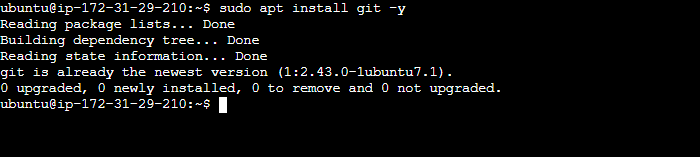 ubuntu@ip-172-31-29-210:~$ sudo apt install git -y
Reading package lists... Done
Building dependency tree... Done
Reading state information... Done
git is already the newest version (1:2.43.0-1ubuntu7.1).
0 upgraded, 0 newly installed, 0 to remove and 0 not upgraded.
ubuntu@ip-172-31-29-210:~$